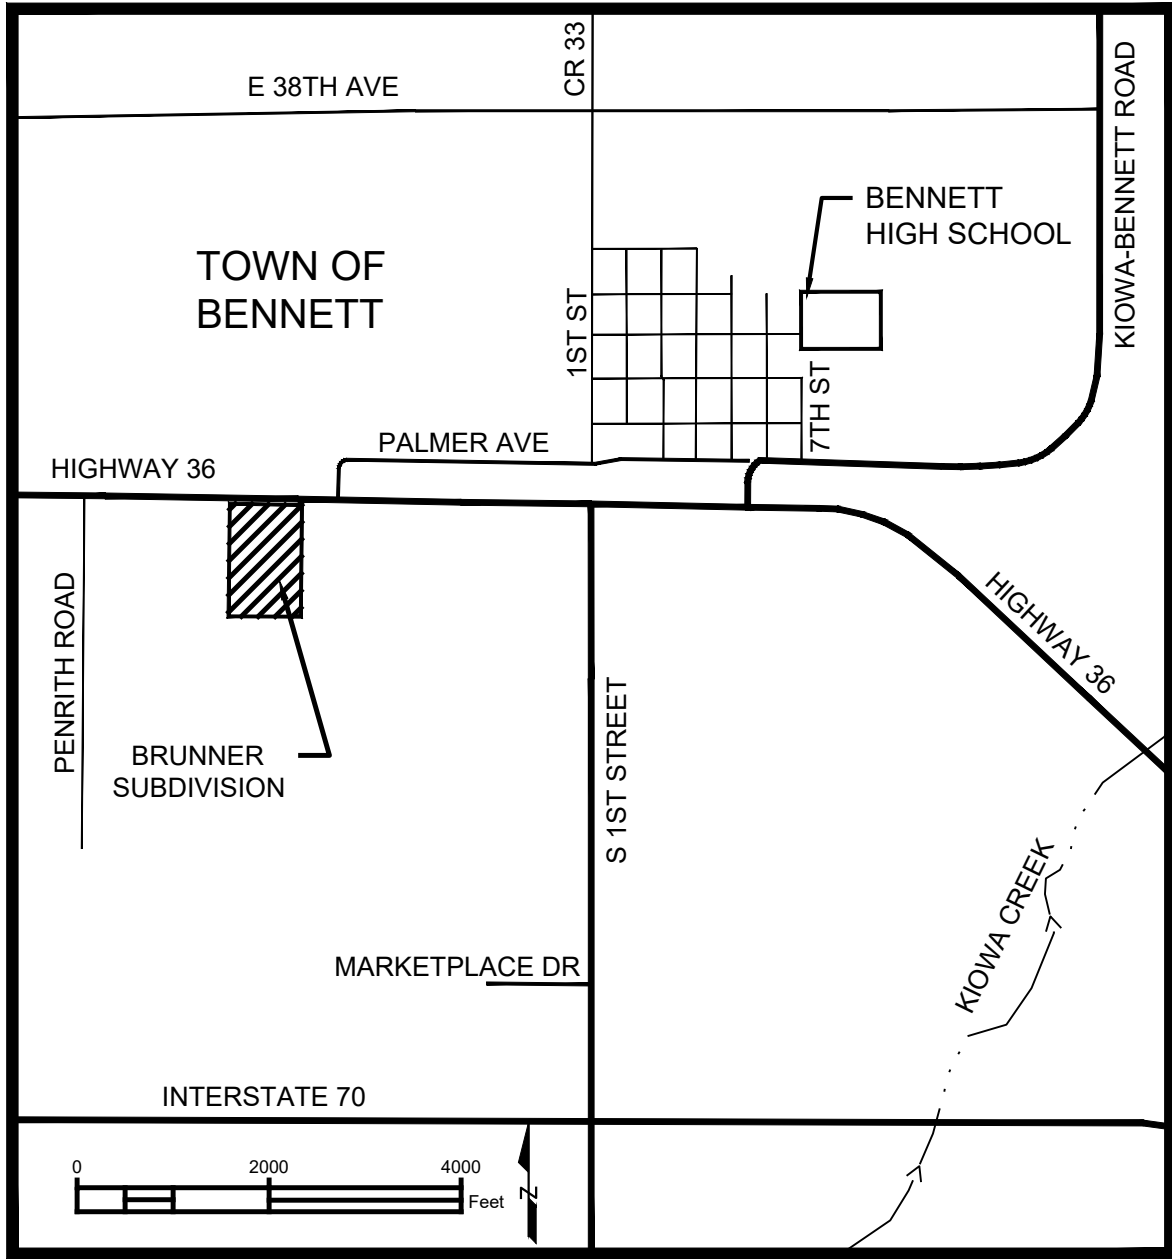 CR 33
E 38TH AVE
KIOWA-BENNETT ROAD
BENNETT
HIGH SCHOOL
TOWN OF
BENNETT
1ST ST
7TH ST
PALMER AVE
HIGHWAY 36
PENRITH ROAD
HIGHWAY 36
BRUNNER
SUBDIVISION
S 1ST STREET
KIOWA CREEK
MARKETPLACE DR
INTERSTATE 70
0 2000 4000
Feet
N